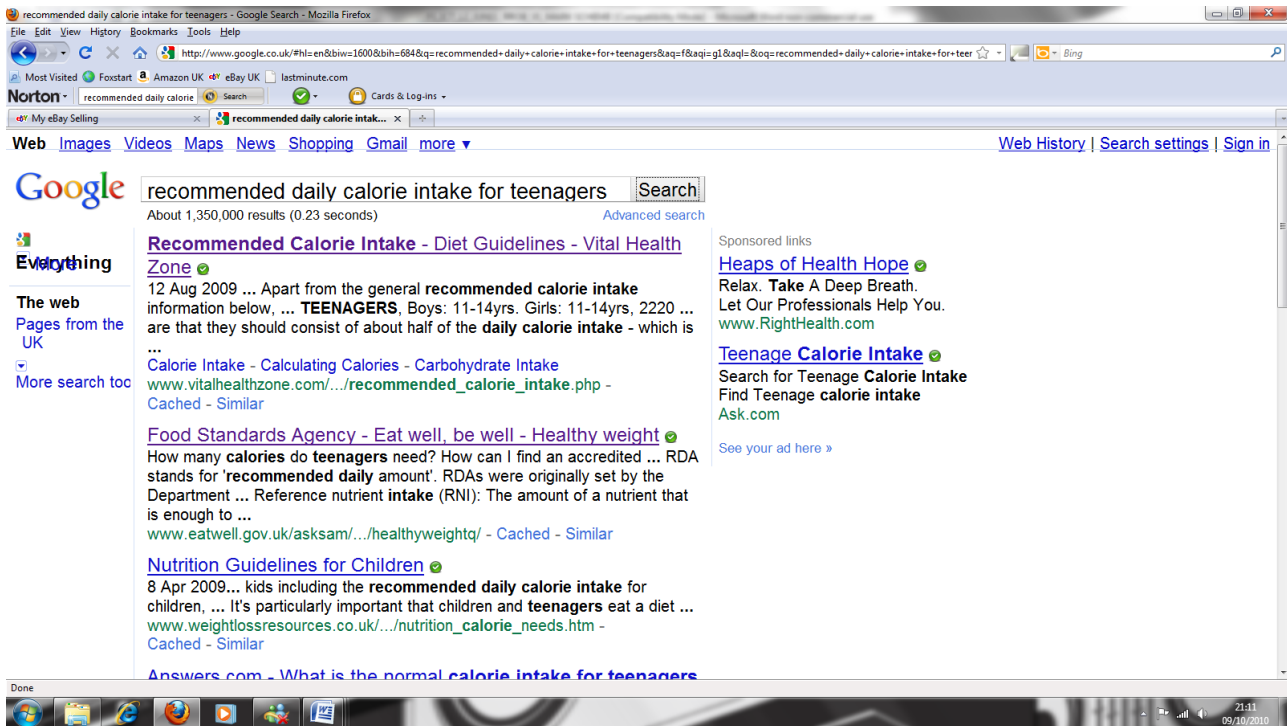 recommended daily calorie intake for teenagers - Google Search - Mozilla Firefox
File Edit View History Bookmarks Tools Help
http://www.google.co.uk/#hl=en&biw=1600&bih=684&q=recommended+daily+calorie+intake+for+teenagers&aq=f&aqi=g1&aql=&oq=recommended+daily+calorie+intake+for+teer
Bing
Most Visited Foxstart Amazon UK eBay UK lastminute.com
Norton recommended daily calorie Search Cards & Log-ins
My eBay Selling recommended daily calorie intak...
Web Images Videos Maps News Shopping Gmail more ▼ Web History | Search settings | Sign in
Google recommended daily calorie intake for teenagers Search
About 1,350,000 results (0.23 seconds) Advanced search
Everything
More
The web
Pages from the
UK
More search too
Recommended Calorie Intake - Diet Guidelines - Vital Health
Zone
12 Aug 2009 ... Apart from the general recommended calorie intake
information below, ... TEENAGERS, Boys: 11-14yrs. Girls: 11-14yrs, 2220 ...
are that they should consist of about half of the daily calorie intake - which is
...
Calorie Intake - Calculating Calories - Carbohydrate Intake
www.vitalhealthzone.com/.../recommended_calorie_intake.php -
Cached - Similar
Food Standards Agency - Eat well, be well - Healthy weight
How many calories do teenagers need? How can I find an accredited ... RDA
stands for 'recommended daily amount'. RDAs were originally set by the
Department ... Reference nutrient intake (RNI): The amount of a nutrient that
is enough to ...
www.eatwell.gov.uk/asksam/.../healthyweightq/ - Cached - Similar
Nutrition Guidelines for Children
8 Apr 2009... kids including the recommended daily calorie intake for
children, ... It's particularly important that children and teenagers eat a diet ...
www.weightlossresources.co.uk/.../nutrition_calorie_needs.htm -
Cached - Similar
Answers.com - What is the normal calorie intake for teenagers
Sponsored links
Heaps of Health Hope
Relax. Take A Deep Breath.
Let Our Professionals Help You.
www.RightHealth.com
Teenage Calorie Intake
Search for Teenage Calorie Intake
Find Teenage calorie intake
Ask.com
See your ad here »
Done
21:11
09/10/2010